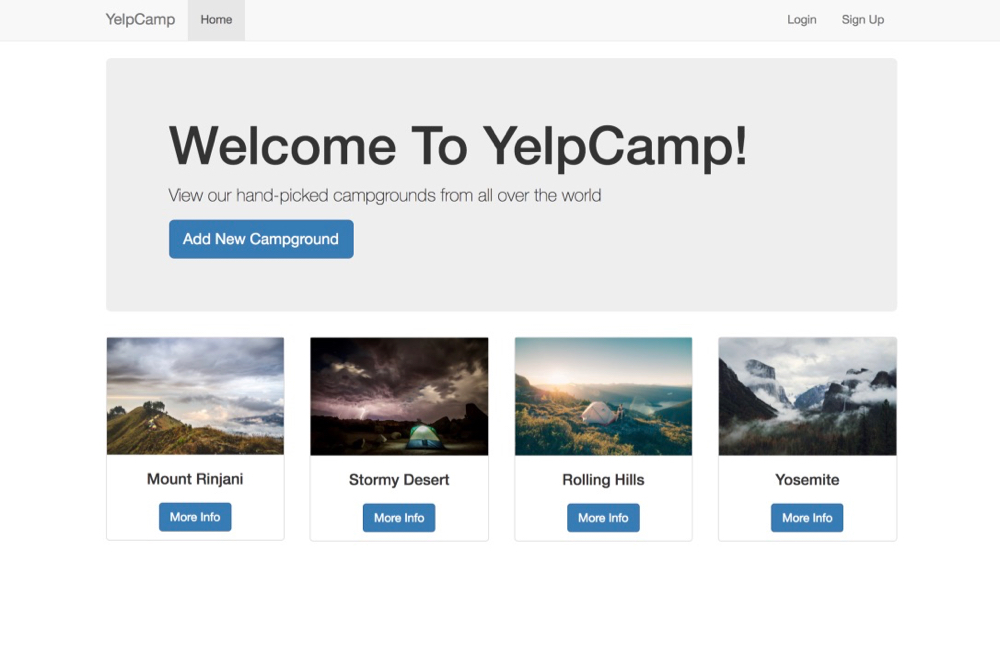 YelpCamp Home Login Sign Up
Welcome To YelpCamp!
View our hand-picked campgrounds from all over the world
Add New Campground
Mount Rinjani
More Info
Stormy Desert
More Info
Rolling Hills
More Info
Yosemite
More Info